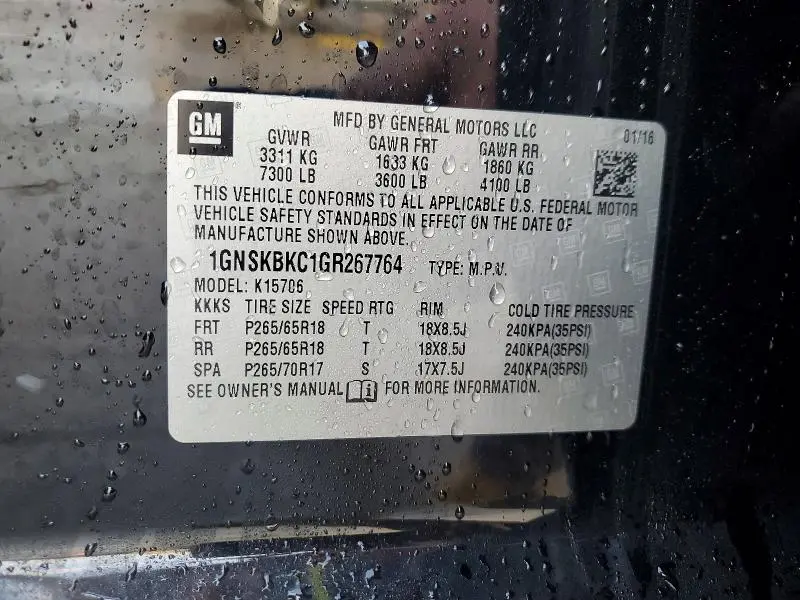 GM
MFD BY GENERAL MOTORS LLC 01/16
GVWR GAWR FRT GAWR RR
3311 KG 1633 KG 1860 KG
7300 LB 3600 LB 4100 LB
THIS VEHICLE CONFORMS TO ALL APPLICABLE U.S. FEDERAL MOTOR
VEHICLE SAFETY STANDARDS IN EFFECT ON THE DATE OF
MANUFACTURE SHOWN ABOVE.
1GNSKBKC1GR267764 TYPE: M.P.V.
MODEL: K15706
KKKS TIRE SIZE SPEED RTG RIM COLD TIRE PRESSURE
FRT P265/65R18 T 18X8.5J 240KPA(35PSI)
RR P265/65R18 T 18X8.5J 240KPA(35PSI)
SPA P265/70R17 S 17X7.5J 240KPA(35PSI)
SEE OWNER'S MANUAL FOR MORE INFORMATION.